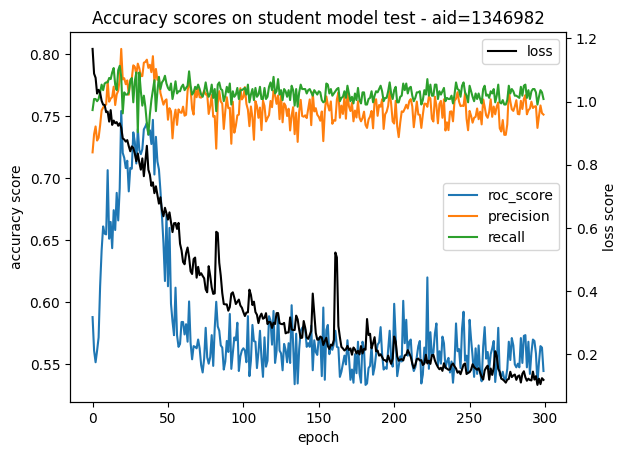 Accuracy scores on student model test - aid=1346982
loss
roc_score
precision
recall
accuracy score
0.80
0.75
0.70
0.65
0.60
0.55
loss score
1.2
1.0
0.8
0.6
0.4
0.2
0 50 100 150 200 250 300
epoch